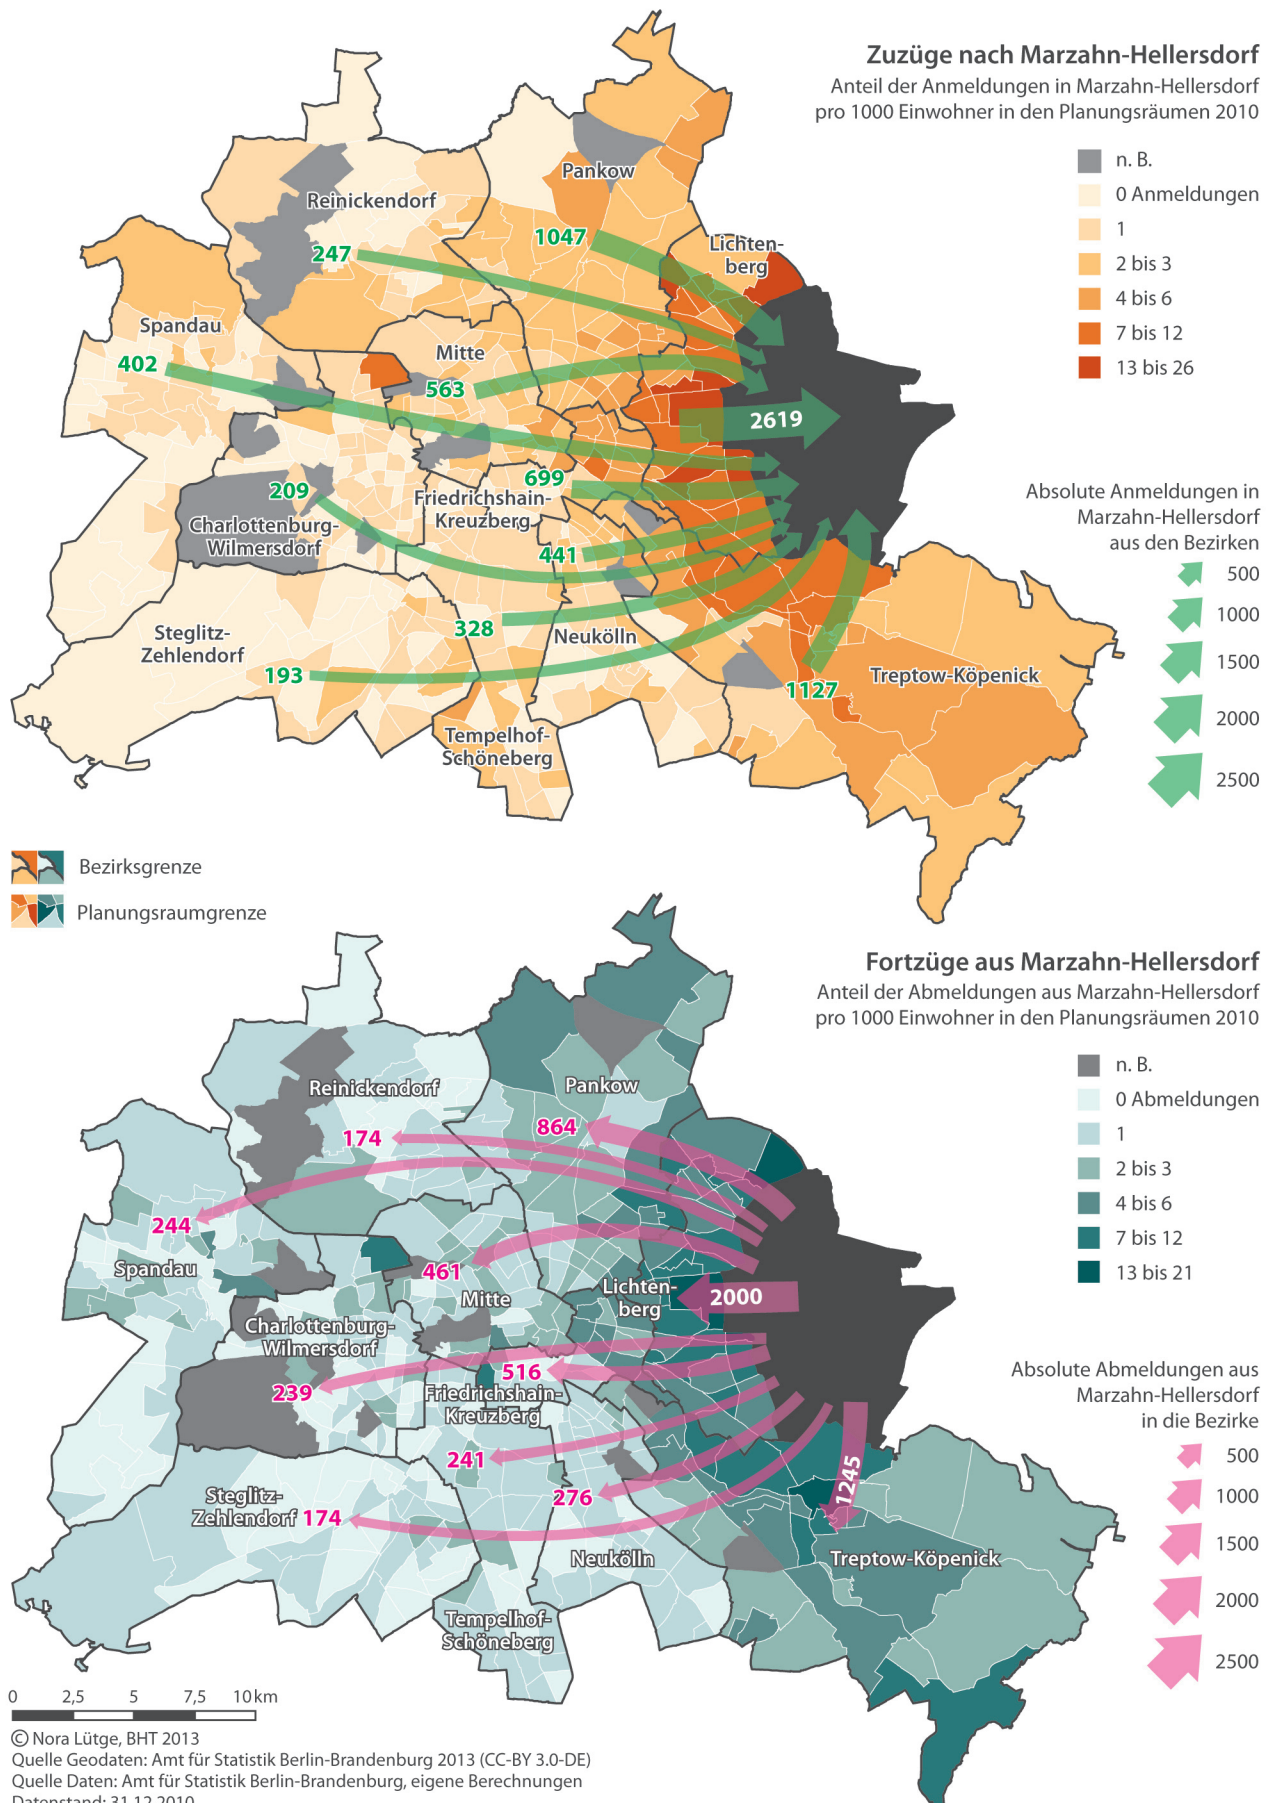 Zuzüge nach Marzahn-Hellersdorf
Anteil der Anmeldungen in Marzahn-Hellersdorf
pro 1000 Einwohner in den Planungsräumen 2010
n. B.
0 Anmeldungen
1
2 bis 3
4 bis 6
7 bis 12
13 bis 26
Pankow
Reinickendorf
1047
Lichten-
berg
247
Spandau
402
Mitte
563
2619
699
209
Friedrichshain-
Kreuzberg
Charlottenburg-
Wilmersdorf
441
328
Steglitz-
Zehlendorf
Neukölln
193
1127
Treptow-Köpenick
Tempelhof-
Schöneberg
Absolute Anmeldungen in
Marzahn-Hellersdorf
aus den Bezirken
500
1000
1500
2000
2500
Bezirksgrenze
Planungsraumgrenze
Fortzüge aus Marzahn-Hellersdorf
Anteil der Abmeldungen aus Marzahn-Hellersdorf
pro 1000 Einwohner in den Planungsräumen 2010
n. B.
0 Abmeldungen
1
2 bis 3
4 bis 6
7 bis 12
13 bis 21
Reinickendorf
Pankow
864
174
244
Spandau
461
Mitte
Lichten-
berg
2000
Charlottenburg-
Wilmersdorf
239
516
Friedrichshain-
Kreuzberg
241
276
1245
Steglitz-
Zehlendorf
174
Neukölln
Treptow-Köpenick
Tempelhof-
Schöneberg
Absolute Abmeldungen aus
Marzahn-Hellersdorf
in die Bezirke
500
1000
1500
2000
2500
0 2,5 5 7,5 10 km
© Nora Lütge, BHT 2013
Quelle Geodaten: Amt für Statistik Berlin-Brandenburg 2013 (CC-BY 3.0-DE)
Quelle Daten: Amt für Statistik Berlin-Brandenburg, eigene Berechnungen
Datenstand: 31.12.2010